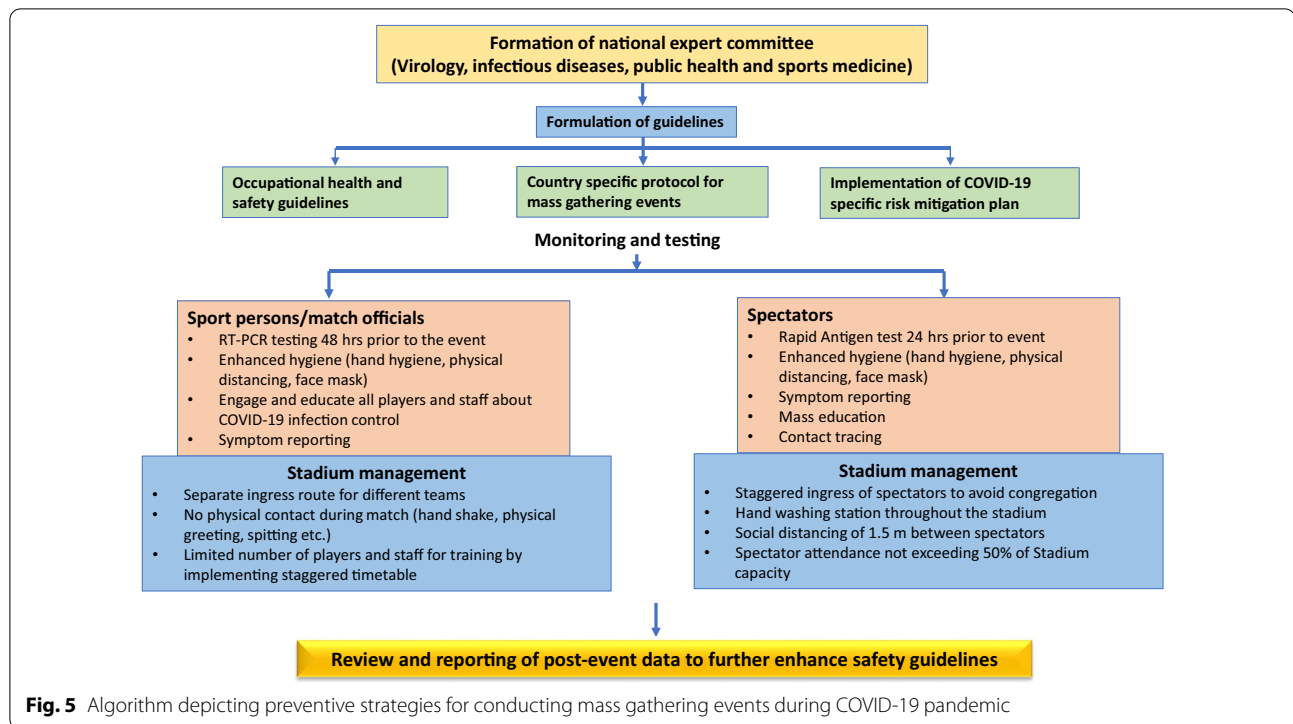 Formation of national expert committee
(Virology, infectious diseases, public health and sports medicine)
Formulation of guidelines
Occupational health and
safety guidelines
Country specific protocol for
mass gathering events
Implementation of COVID-19
specific risk mitigation plan
Monitoring and testing
Sport persons/match officials
• RT-PCR testing 48 hrs prior to the event
• Enhanced hygiene (hand hygiene, physical
distancing, face mask)
• Engage and educate all players and staff about
COVID-19 infection control
• Symptom reporting
Stadium management
• Separate ingress route for different teams
• No physical contact during match (hand shake, physical
greeting, spitting etc.)
• Limited number of players and staff for training by
implementing staggered timetable
Spectators
• Rapid Antigen test 24 hrs prior to event
• Enhanced hygiene (hand hygiene, physical
distancing, face mask)
• Symptom reporting
• Mass education
• Contact tracing
Stadium management
• Staggered ingress of spectators to avoid congregation
• Hand washing station throughout the stadium
• Social distancing of 1.5 m between spectators
• Spectator attendance not exceeding 50% of Stadium
capacity
Review and reporting of post-event data to further enhance safety guidelines
Fig. 5 Algorithm depicting preventive strategies for conducting mass gathering events during COVID-19 pandemic